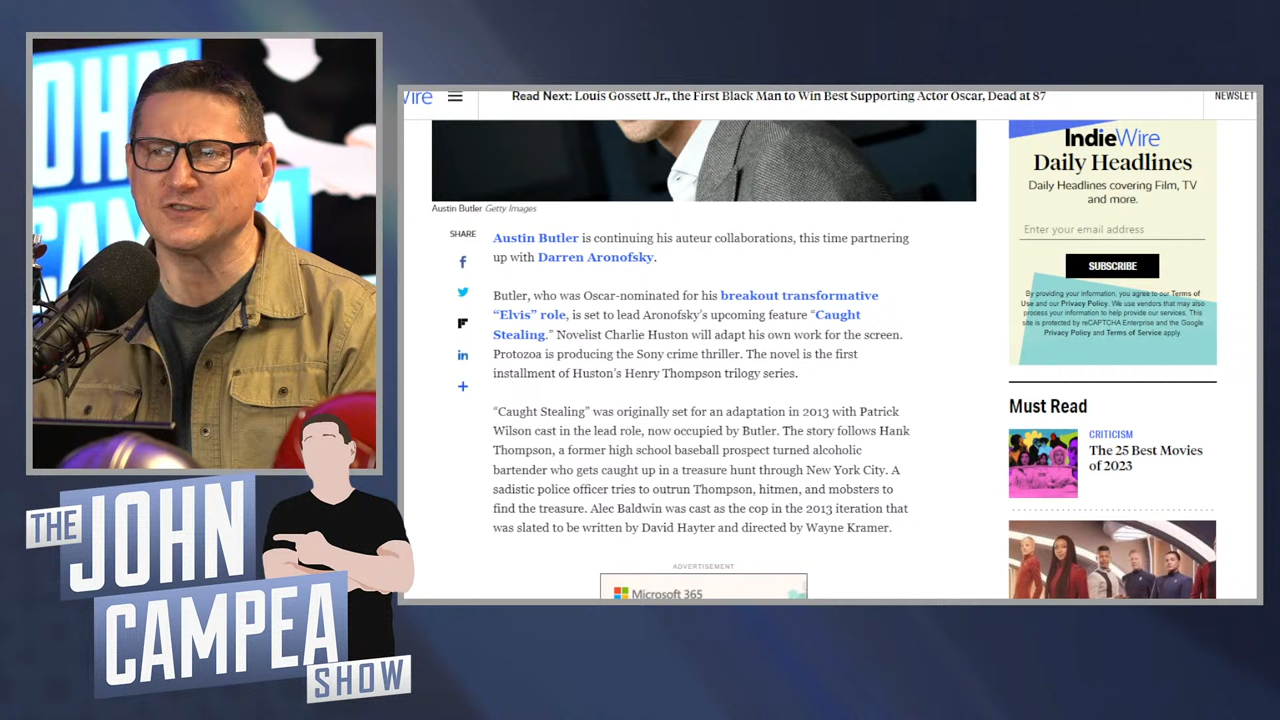 JOHN
CAMPEA
THE
JOHN
CAMPEA
SHOW
Wire
Read Next: Louis Gossett Jr., the First Black Man to Win Best Supporting Actor Oscar, Dead at 87
NEWSLET
Austin Butler Getty Images
SHARE
Austin Butler is continuing his auteur collaborations, this time partnering
up with Darren Aronofsky.
Butler, who was Oscar-nominated for his breakout transformative
“Elvis” role, is set to lead Aronofsky’s upcoming feature “Caught
Stealing.” Novelist Charlie Huston will adapt his own work for the screen.
Protozoa is producing the Sony crime thriller. The novel is the first
installment of Huston’s Henry Thompson trilogy series.
“Caught Stealing” was originally set for an adaptation in 2013 with Patrick
Wilson cast in the lead role, now occupied by Butler. The story follows Hank
Thompson, a former high school baseball prospect turned alcoholic
bartender who gets caught up in a treasure hunt through New York City. A
sadistic police officer tries to outrun Thompson, hitmen, and mobsters to
find the treasure. Alec Baldwin was cast as the cop in the 2013 iteration that
was slated to be written by David Hayter and directed by Wayne Kramer.
ADVERTISEMENT
Microsoft 365
IndieWire
Daily Headlines
Daily Headlines covering Film, TV
and more.
Enter your email address
SUBSCRIBE
By providing your information, you agree to our Terms of
Use and our Privacy Policy. We use vendors that may also
process your information to help provide our services. This
site is protected by reCAPTCHA Enterprise and the Google
Privacy Policy and Terms of Service apply.
Must Read
CRITICISM
The 25 Best Movies
of 2023